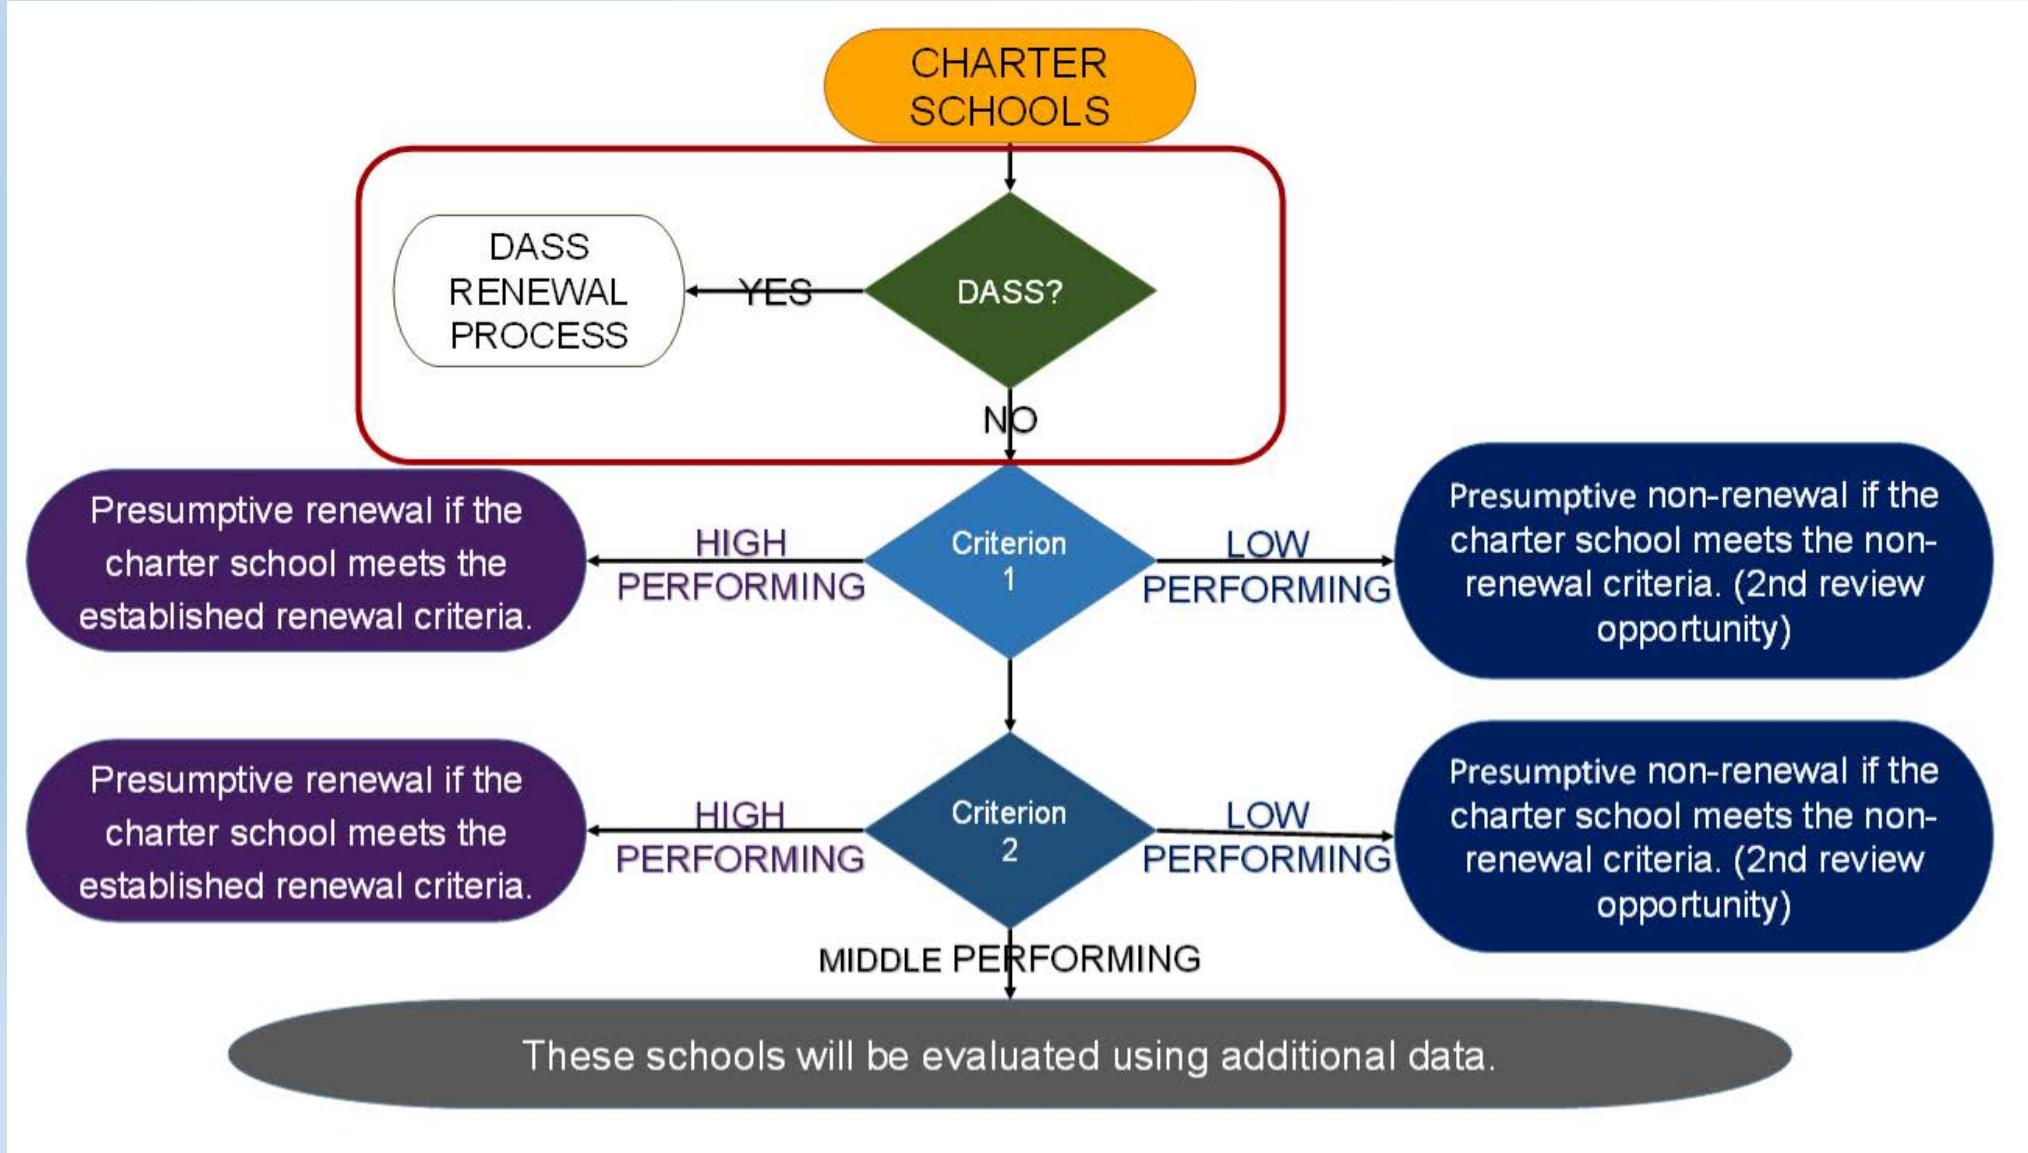 CHARTER
SCHOOLS
DASS
RENEWAL
PROCESS
YES
DASS?
NO
Presumptive renewal if the
charter school meets the
established renewal criteria.
HIGH
PERFORMING
Criterion
1
LOW
PERFORMING
Presumptive non-renewal if the
charter school meets the non-
renewal criteria. (2nd review
opportunity)
Presumptive renewal if the
charter school meets the
established renewal criteria.
HIGH
PERFORMING
Criterion
2
LOW
PERFORMING
Presumptive non-renewal if the
charter school meets the non-
renewal criteria. (2nd review
opportunity)
MIDDLE PERFORMING
These schools will be evaluated using additional data.